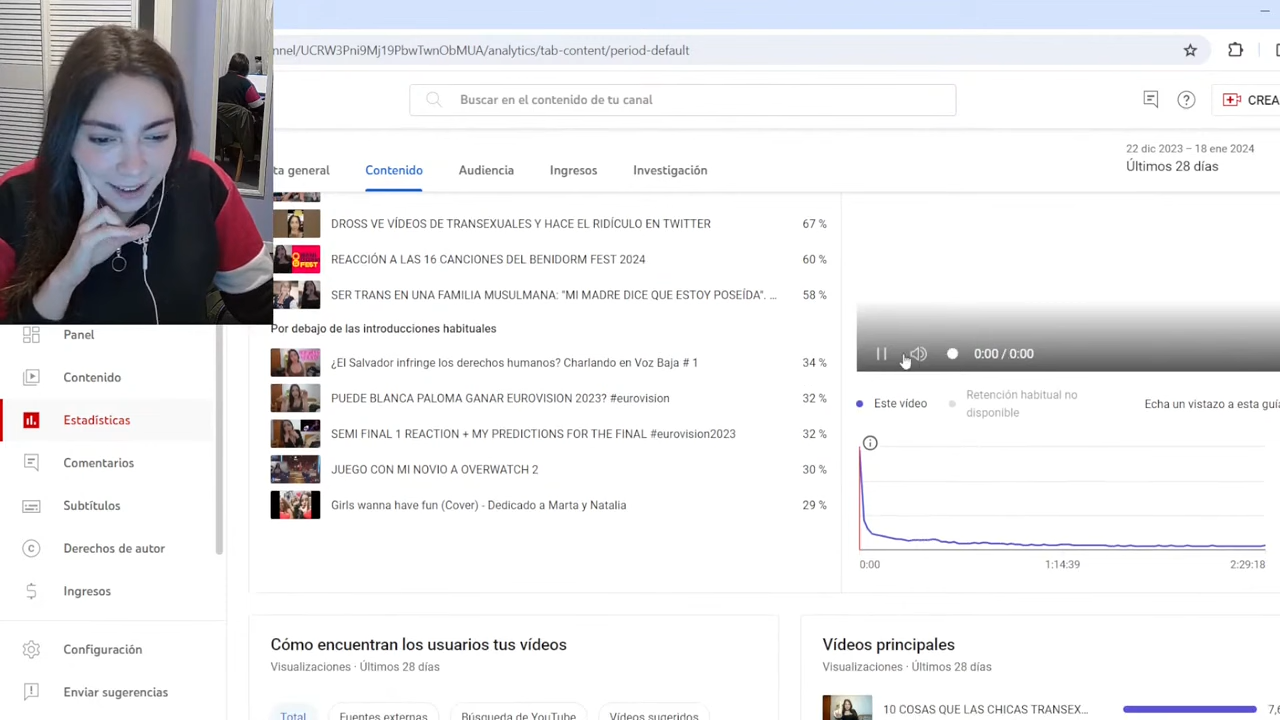 nnel/UCRW3Pni9Mj19PbwTwnObMUA/analytics/tab-content/period-default
Buscar en el contenido de tu canal
CREA
22 dic 2023 – 18 ene 2024
Últimos 28 días
ta general
Contenido
Audiencia
Ingresos
Investigación
DROSS VE VÍDEOS DE TRANSEXUALES Y HACE EL RIDÍCULO EN TWITTER 67 %
REACCIÓN A LAS 16 CANCIONES DEL BENIDORM FEST 2024 60 %
SER TRANS EN UNA FAMILIA MUSULMANA: "MI MADRE DICE QUE ESTOY POSEÍDA". ... 58 %
Por debajo de las introducciones habituales
¿El Salvador infringe los derechos humanos? Charlando en Voz Baja # 1 34 %
PUEDE BLANCA PALOMA GANAR EUROVISION 2023? #eurovision 32 %
SEMI FINAL 1 REACTION + MY PREDICTIONS FOR THE FINAL #eurovision2023 32 %
JUEGO CON MI NOVIO A OVERWATCH 2 30 %
Girls wanna have fun (Cover) - Dedicado a Marta y Natalia 29 %
0:00 / 0:00
Este vídeo
Retención habitual no
disponible
Echa un vistazo a esta guía
0:00
1:14:39
2:29:18
Panel
Contenido
Estadísticas
Comentarios
Subtítulos
Derechos de autor
Ingresos
Configuración
Enviar sugerencias
Cómo encuentran los usuarios tus vídeos
Visualizaciones · Últimos 28 días
Total
Fuentes externas
Búsqueda de YouTube
Vídeos sugeridos
Vídeos principales
Visualizaciones · Últimos 28 días
10 COSAS QUE LAS CHICAS TRANSEX...
7,